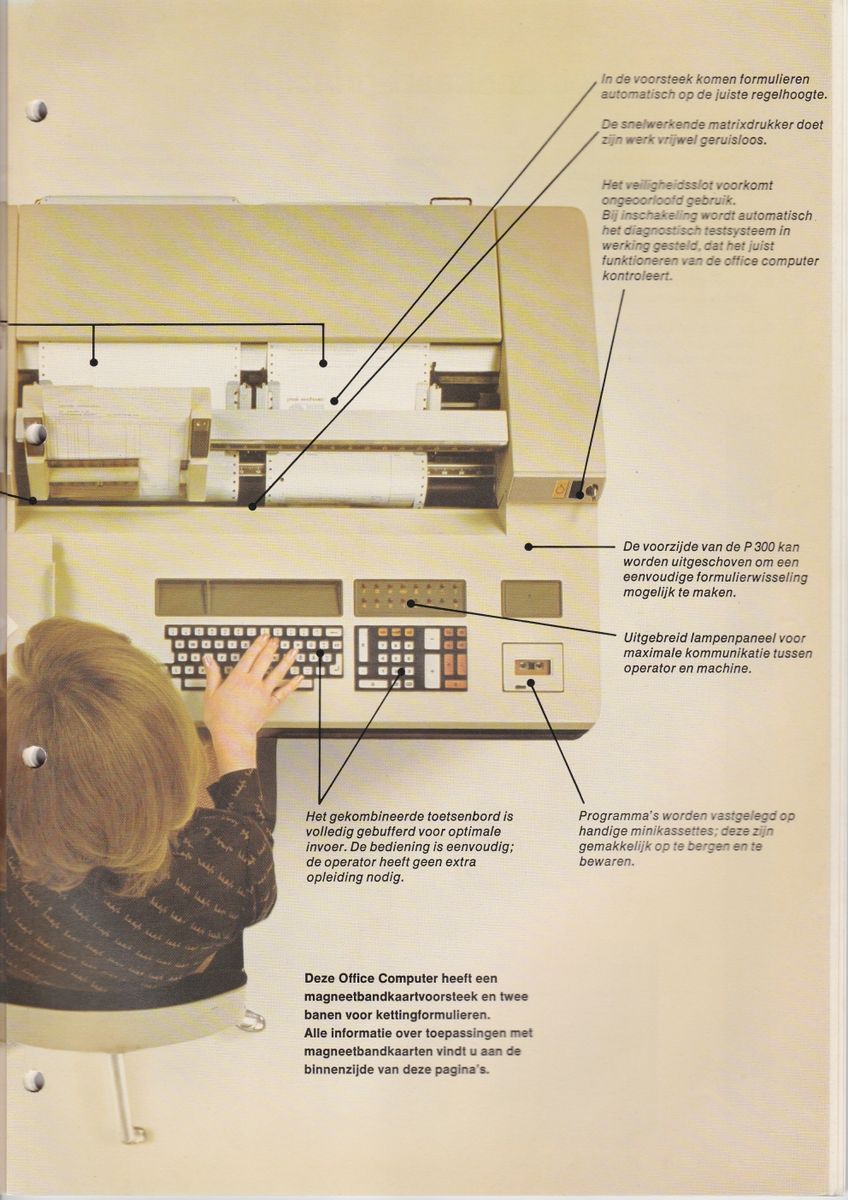 In de voorsteek komen formulieren
automatisch op de juiste regelhoogte.
De snelwerkende matrixdrukker doet
zijn werk vrijwel geruisloos.
Het veiligheidsslot voorkomt
ongeoorloofd gebruik.
Bij inschakeling wordt automatisch
het diagnostisch testsysteem in
werking gesteld, dat het juist
funktioneren van de office computer
kontroleert.
De voorzijde van de P 300 kan
worden uitgeschoven om een
eenvoudige formulierwisseling
mogelijk te maken.
Uitgebreid lampenpaneel voor
maximale kommunikatie tussen
operator en machine.
Het gekombineerde toetsenbord is
volledig gebufferd voor optimale
invoer. De bediening is eenvoudig;
de operator heeft geen extra
opleiding nodig.
Programma's worden vastgelegd op
handige minikassettes; deze zijn
gemakkelijk op te bergen en te
bewaren.
Deze Office Computer heeft een
magneetbandkaartvoorsteek en twee
banen voor kettingformulieren.
Alle informatie over toepassingen met
magneetbandkaarten vindt u aan de
binnenzijde van deze pagina's.